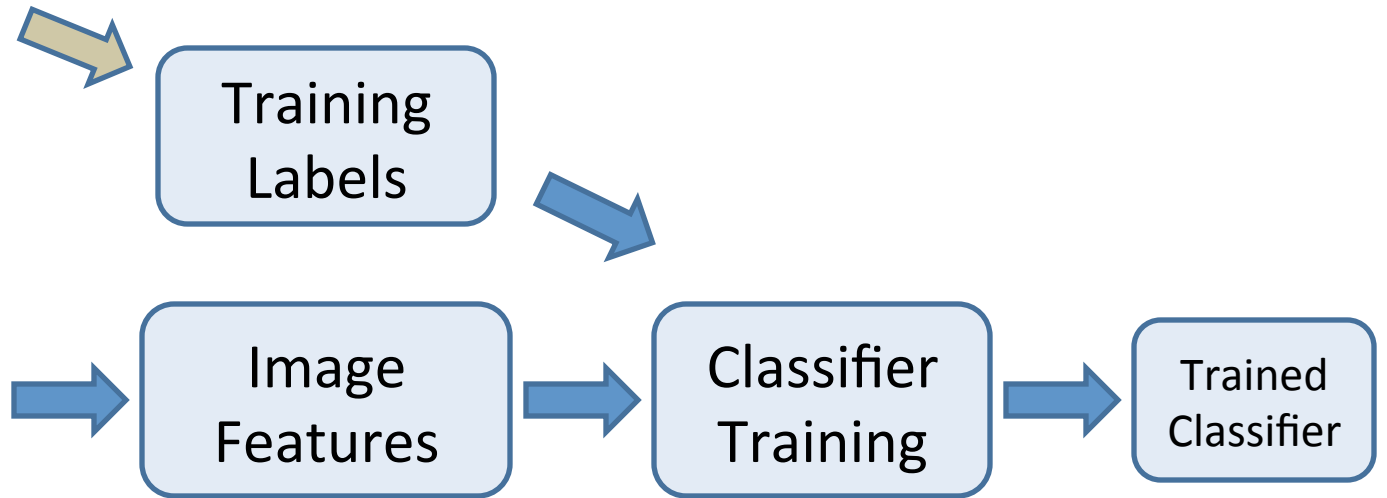 Training
Labels
Image
Features
Classifier
Training
Trained
Classifier